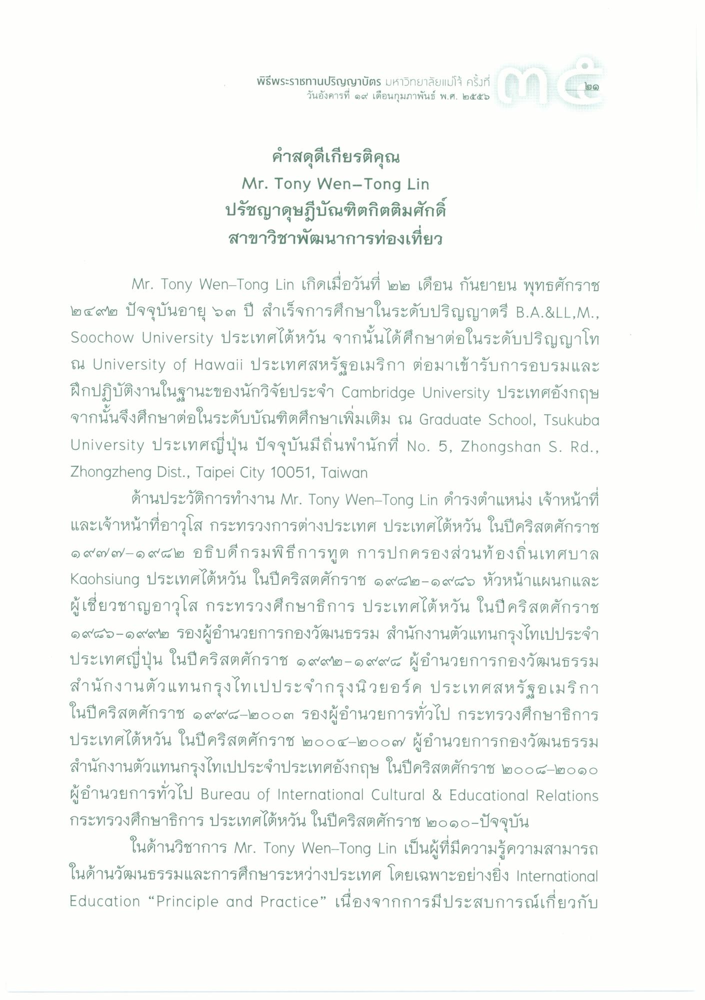 พิธีพระราชทานปริญญาบัตร มหาวิทยาลัยแม่โจ้ ครั้งที่ ๓๕
วันอังคารที่ ๑๙ เดือนกุมภาพันธ์ พ.ศ. ๒๕๕๖
๒๑
คำสดุดีเกียรติคุณ
Mr. Tony Wen–Tong Lin
ปรัชญาดุษฎีบัณฑิตกิตติมศักดิ์
สาขาวิชาพัฒนาการท่องเที่ยว
Mr. Tony Wen–Tong Lin เกิดเมื่อวันที่ ๒๒ เดือน กันยายน พุทธศักราช
๒๔๙๒ ปัจจุบันอายุ ๖๓ ปี สำเร็จการศึกษาในระดับปริญญาตรี B.A.&LL,M.,
Soochow University ประเทศไต้หวัน จากนั้นได้ศึกษาต่อในระดับปริญญาโท
ณ University of Hawaii ประเทศสหรัฐอเมริกา ต่อมาเข้ารับการอบรมและ
ฝึกปฏิบัติงานในฐานะของนักวิจัยประจำ Cambridge University ประเทศอังกฤษ
จากนั้นจึงศึกษาต่อในระดับบัณฑิตศึกษาเพิ่มเติม ณ Graduate School, Tsukuba
University ประเทศญี่ปุ่น ปัจจุบันมีถิ่นพำนักที่ No. 5, Zhongshan S. Rd.,
Zhongzheng Dist., Taipei City 10051, Taiwan
ด้านประวัติการทำงาน Mr. Tony Wen–Tong Lin ดำรงตำแหน่ง เจ้าหน้าที่
และเจ้าหน้าที่อาวุโส กระทรวงการต่างประเทศ ประเทศไต้หวัน ในปีคริสตศักราช
๑๙๗๗–๑๙๘๒ อธิบดีกรมพิธีการทูต การปกครองส่วนท้องถิ่นเทศบาล
Kaohsiung ประเทศไต้หวัน ในปีคริสตศักราช ๑๙๘๒–๑๙๘๖ หัวหน้าแผนกและ
ผู้เชี่ยวชาญอาวุโส กระทรวงศึกษาธิการ ประเทศไต้หวัน ในปีคริสตศักราช
๑๙๘๖–๑๙๙๒ รองผู้อำนวยการกองวัฒนธรรม สำนักงานตัวแทนกรุงไทเปประจำ
ประเทศญี่ปุ่น ในปีคริสตศักราช ๑๙๙๒–๑๙๙๘ ผู้อำนวยการกองวัฒนธรรม
สำนักงานตัวแทนกรุงไทเปประจำกรุงนิวยอร์ค ประเทศสหรัฐอเมริกา
ในปีคริสตศักราช ๑๙๙๘–๒๐๐๓ รองผู้อำนวยการทั่วไป กระทรวงศึกษาธิการ
ประเทศไต้หวัน ในปีคริสตศักราช ๒๐๐๔–๒๐๐๗ ผู้อำนวยการกองวัฒนธรรม
สำนักงานตัวแทนกรุงไทเปประจำประเทศอังกฤษ ในปีคริสตศักราช ๒๐๐๘–๒๐๑๐
ผู้อำนวยการทั่วไป Bureau of International Cultural & Educational Relations
กระทรวงศึกษาธิการ ประเทศไต้หวัน ในปีคริสตศักราช ๒๐๑๐–ปัจจุบัน
ในด้านวิชาการ Mr. Tony Wen–Tong Lin เป็นผู้ที่มีความรู้ความสามารถ
ในด้านวัฒนธรรมและการศึกษาระหว่างประเทศ โดยเฉพาะอย่างยิ่ง International
Education “Principle and Practice” เนื่องจากการมีประสบการณ์เกี่ยวกับ